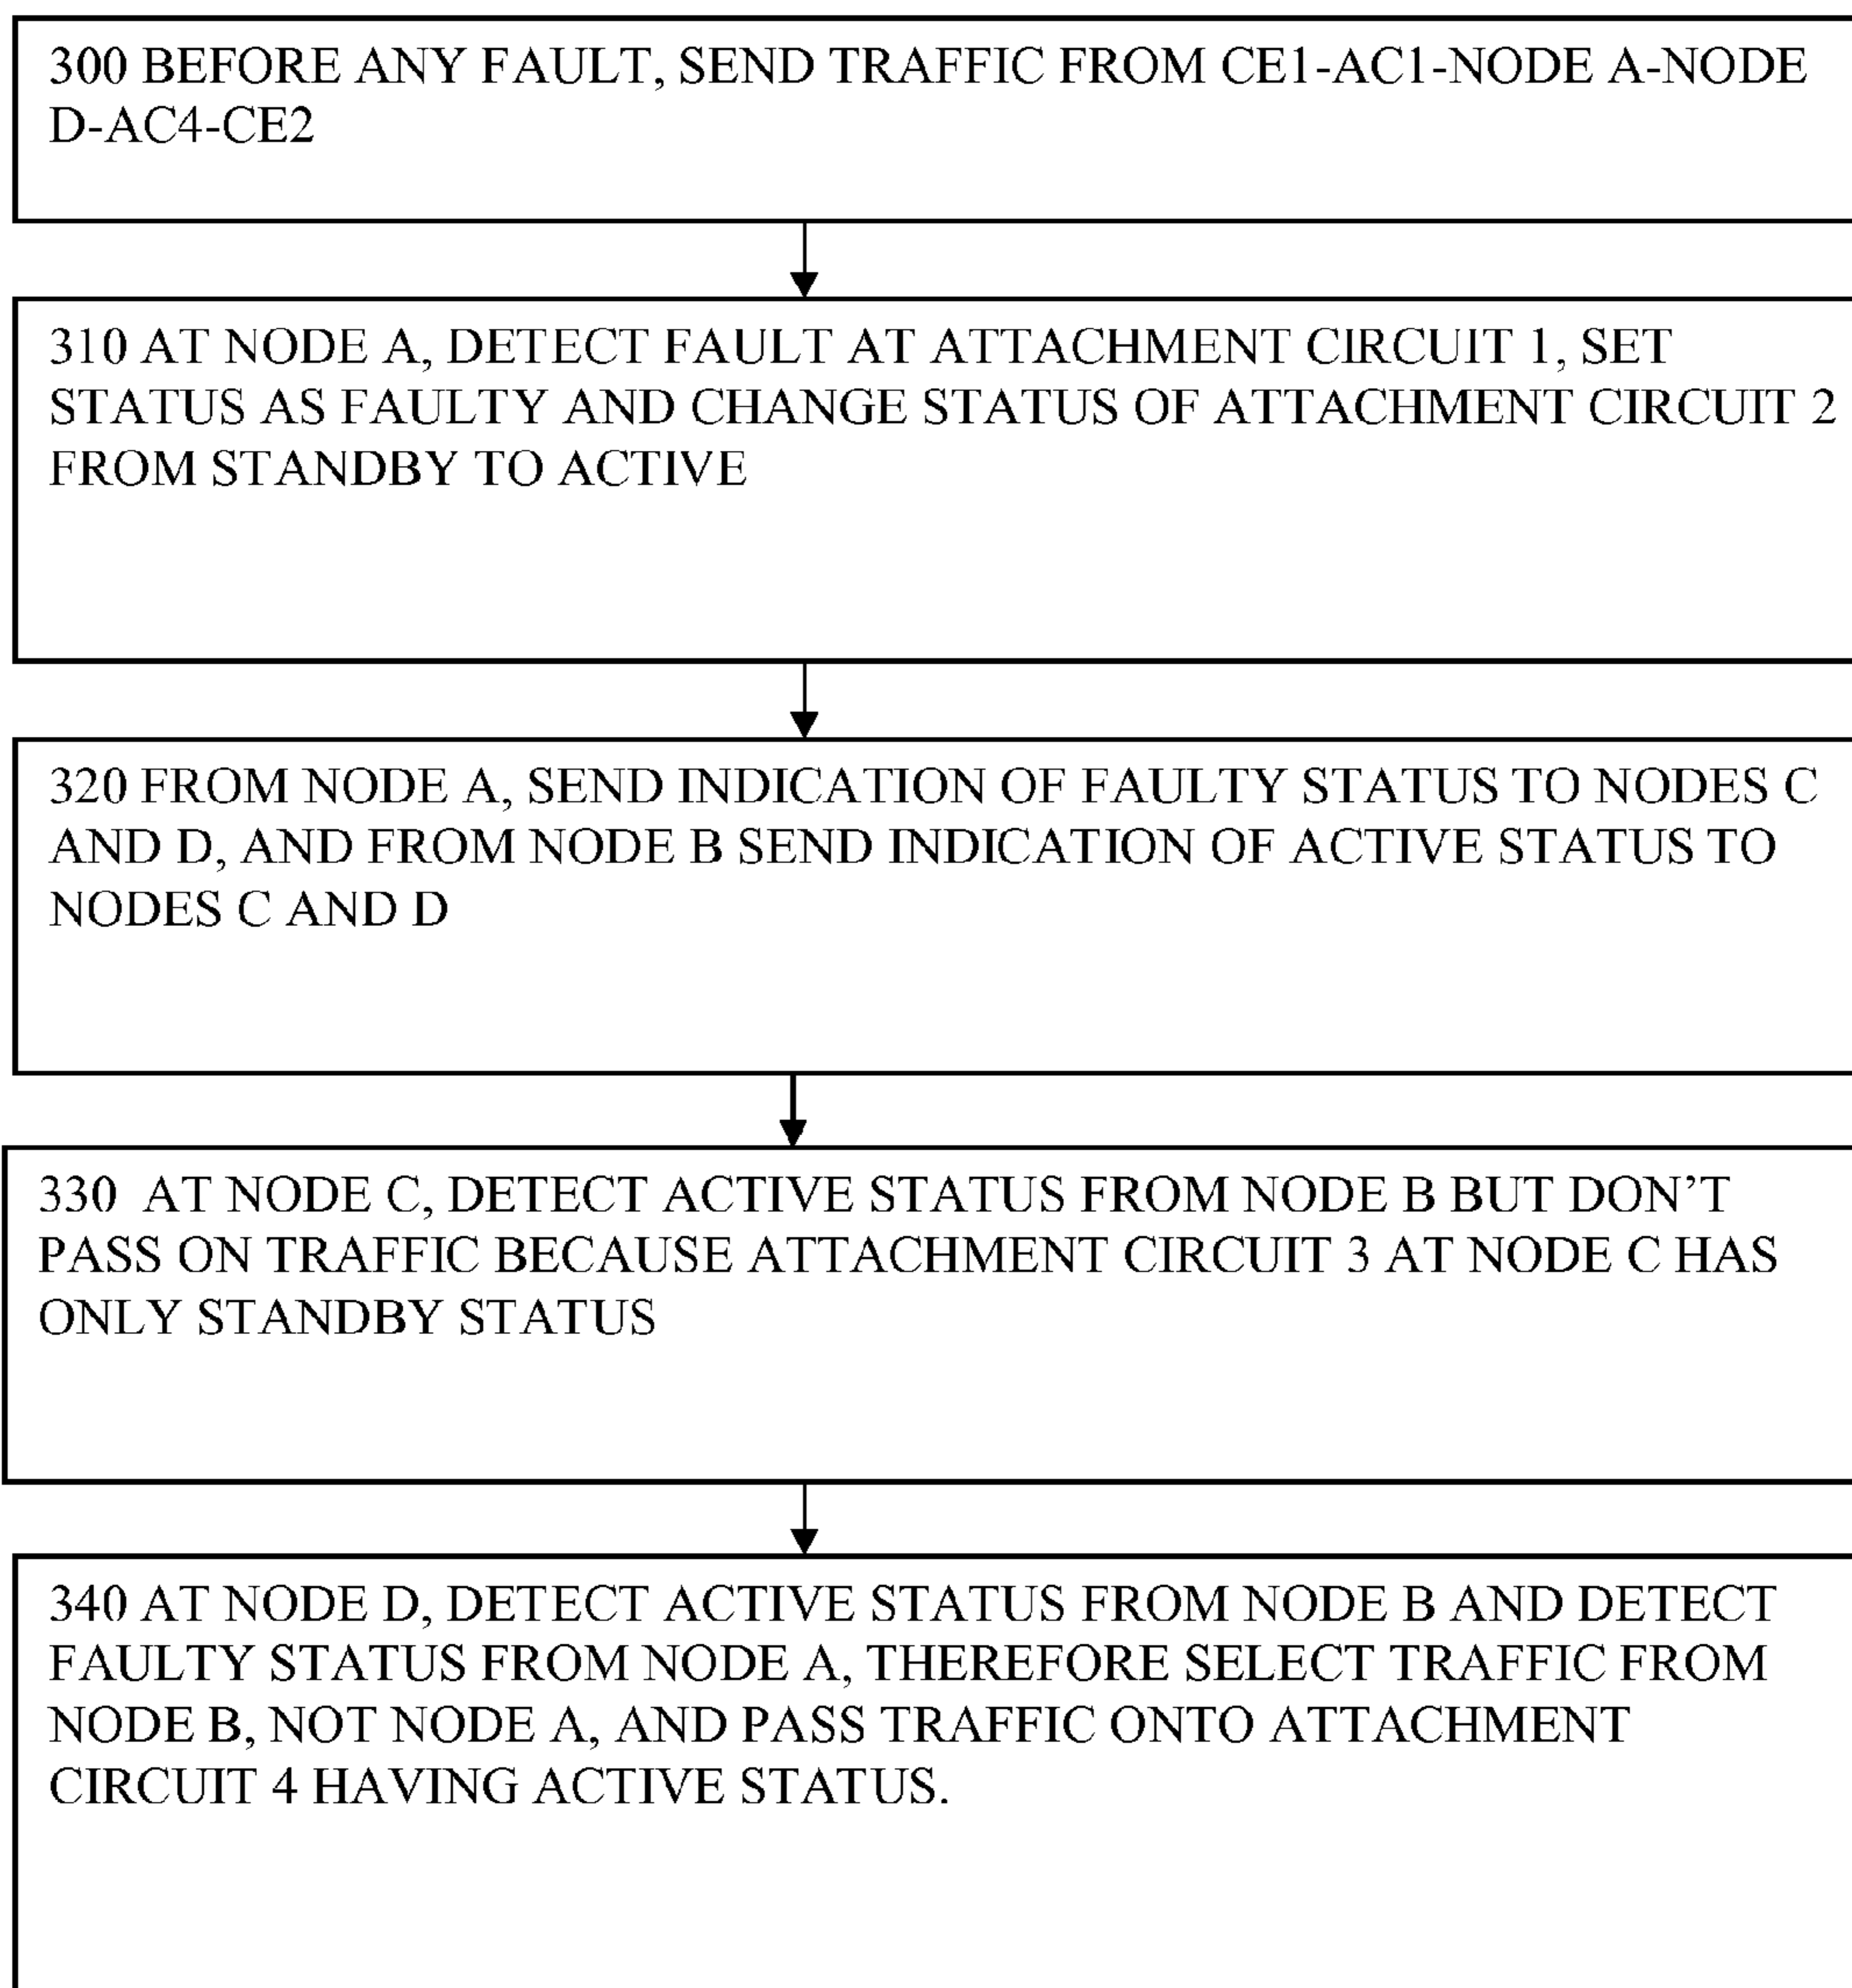 300 BEFORE ANY FAULT, SEND TRAFFIC FROM CE1-AC1-NODE A-NODE
D-AC4-CE2
310 AT NODE A, DETECT FAULT AT ATTACHMENT CIRCUIT 1, SET
STATUS AS FAULTY AND CHANGE STATUS OF ATTACHMENT CIRCUIT 2
FROM STANDBY TO ACTIVE
320 FROM NODE A, SEND INDICATION OF FAULTY STATUS TO NODES C
AND D, AND FROM NODE B SEND INDICATION OF ACTIVE STATUS TO
NODES C AND D
330 AT NODE C, DETECT ACTIVE STATUS FROM NODE B BUT DON'T
PASS ON TRAFFIC BECAUSE ATTACHMENT CIRCUIT 3 AT NODE C HAS
ONLY STANDBY STATUS
340 AT NODE D, DETECT ACTIVE STATUS FROM NODE B AND DETECT
FAULTY STATUS FROM NODE A, THEREFORE SELECT TRAFFIC FROM
NODE B, NOT NODE A, AND PASS TRAFFIC ONTO ATTACHMENT
CIRCUIT 4 HAVING ACTIVE STATUS.